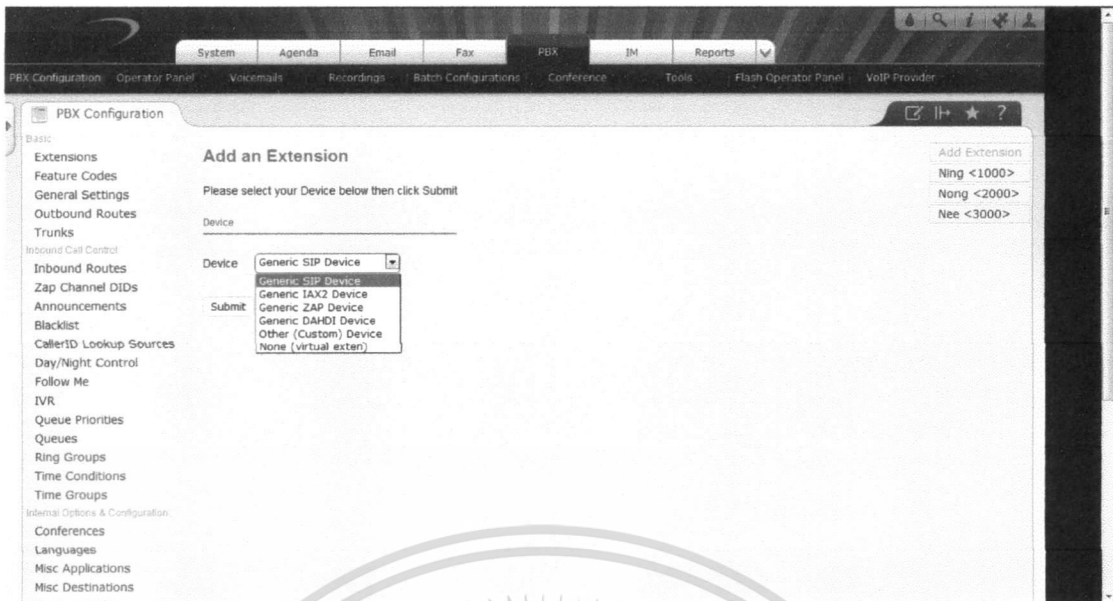 System Agenda Email Fax PBX IM Reports
PBX Configuration Operator Panel Voicemails Recordings Batch Configurations Conference Tools Flash Operator Panel VoIP Provider
PBX Configuration
?
Basic
Extensions
Feature Codes
General Settings
Outbound Routes
Trunks
Inbound Call Control
Inbound Routes
Zap Channel DIDs
Announcements
Blacklist
CallerID Lookup Sources
Day/Night Control
Follow Me
IVR
Queue Priorities
Queues
Ring Groups
Time Conditions
Time Groups
Internal Options & Configuration
Conferences
Languages
Misc Applications
Misc Destinations
Add an Extension
Please select your Device below then click Submit
Device
Device Generic SIP Device
Generic SIP Device
Generic IAX2 Device
Generic ZAP Device
Generic DAHDI Device
Other (Custom) Device
None (virtual exten)
Submit
Add Extension
Ning <1000>
Nong <2000>
Nee <3000>